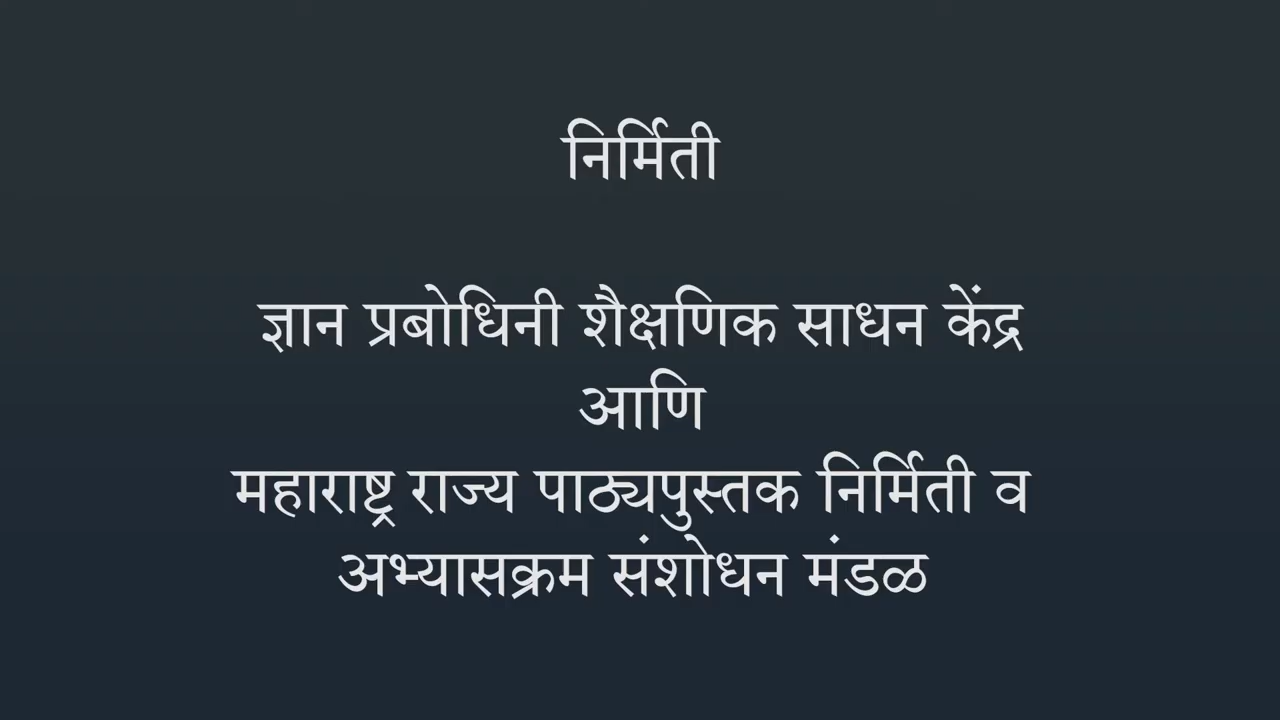 निर्मिती
ज्ञान प्रबोधिनी शैक्षणिक साधन केंद्र
आणि
महाराष्ट्र राज्य पाठ्यपुस्तक निर्मिती व
अभ्यासक्रम संशोधन मंडळ